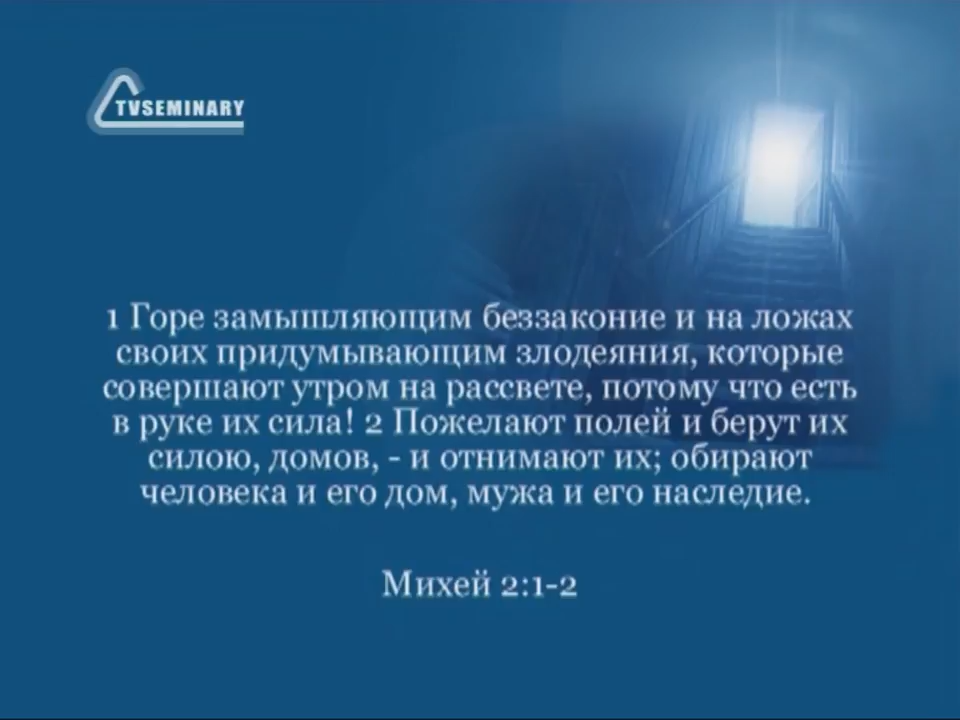 TVSEMINARY
1 Горе замышляющим беззаконие и на ложах
своих придумывающим злодеяния, которые
совершают утром на рассвете, потому что есть
в руке их сила! 2 Пожелают полей и берут их
силою, домов, - и отнимают их; обирают
человека и его дом, мужа и его наследие.
Михей 2:1-2